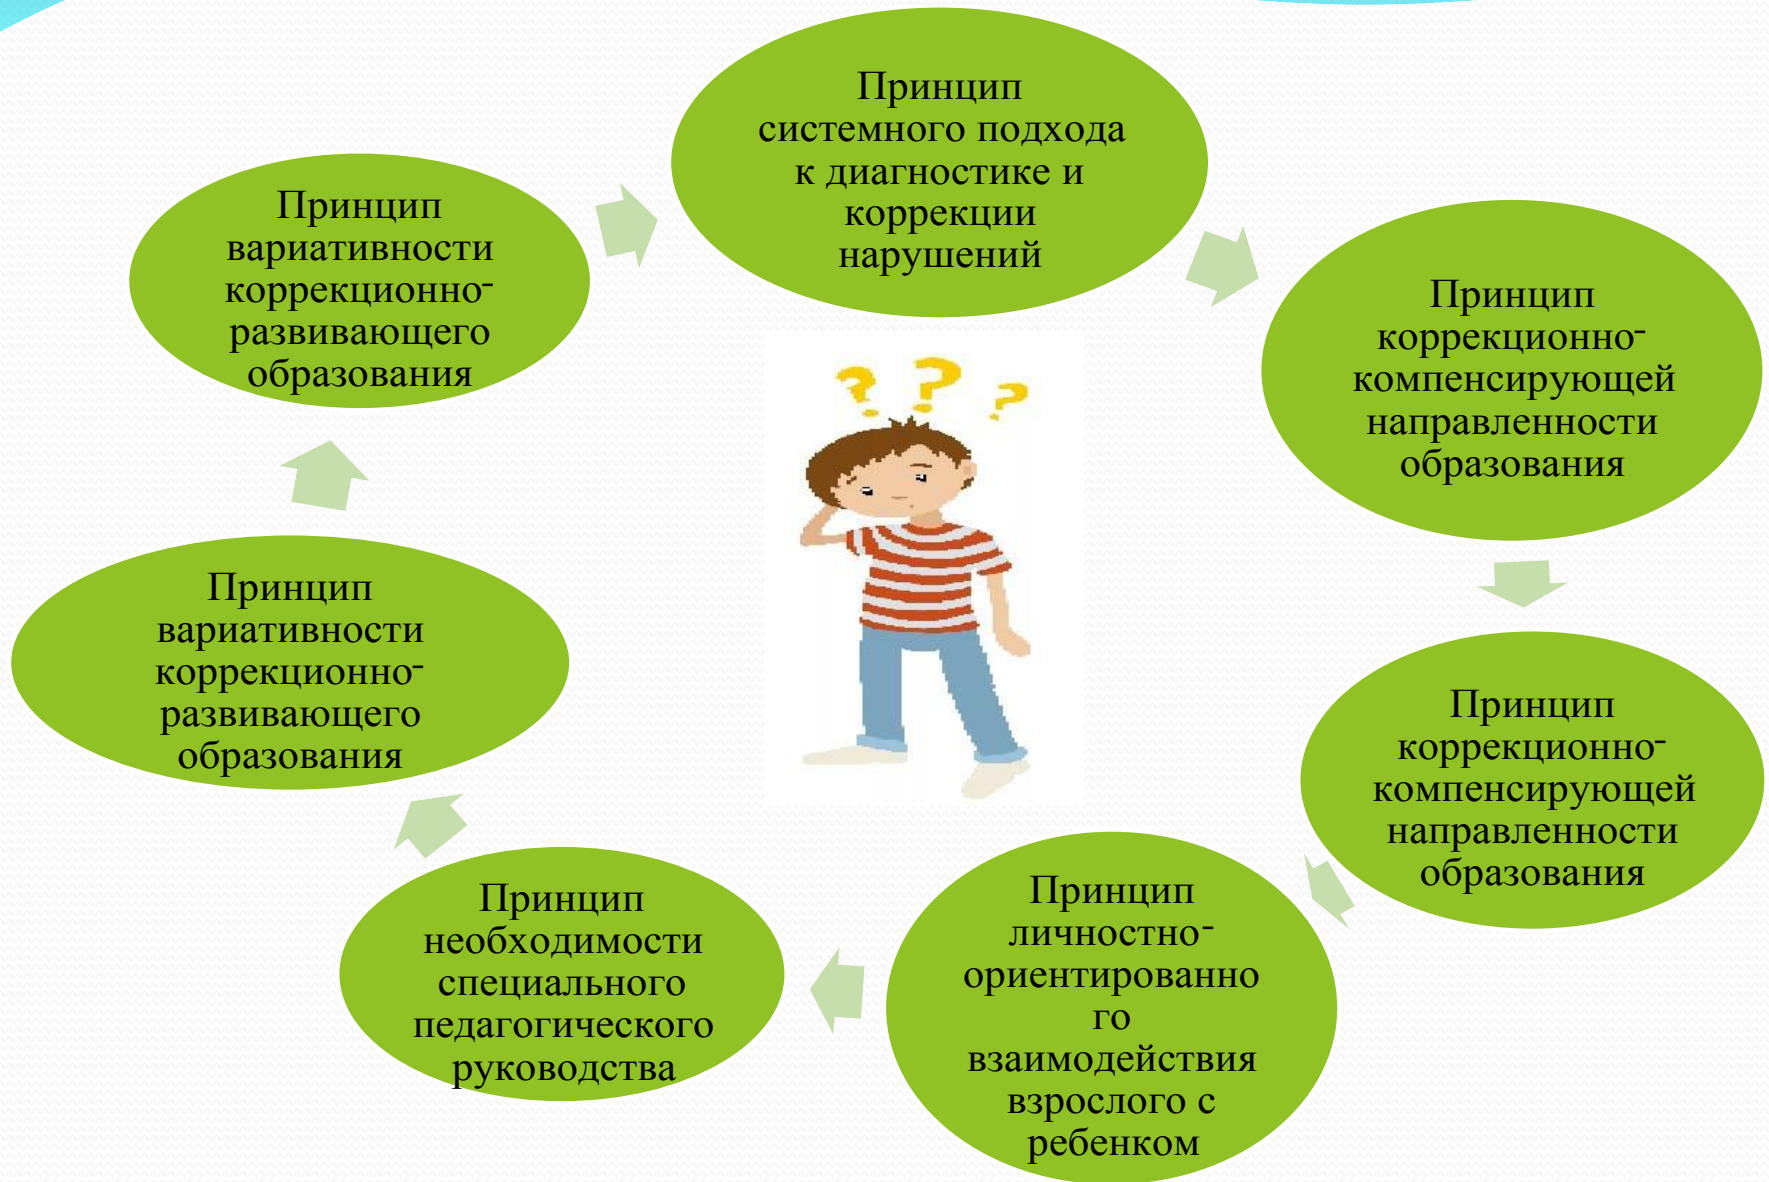 Принцип
системного подхода
к диагностике и
коррекции
нарушений
Принцип
коррекционно-
компенсирующей
направленности
образования
Принцип
коррекционно-
компенсирующей
направленности
образования
Принцип
личностно-
ориентированно
го
взаимодействия
взрослого с
ребенком
Принцип
необходимости
специального
педагогического
руководства
Принцип
вариативности
коррекционно-
развивающего
образования
Принцип
вариативности
коррекционно-
развивающего
образования
? ? ?